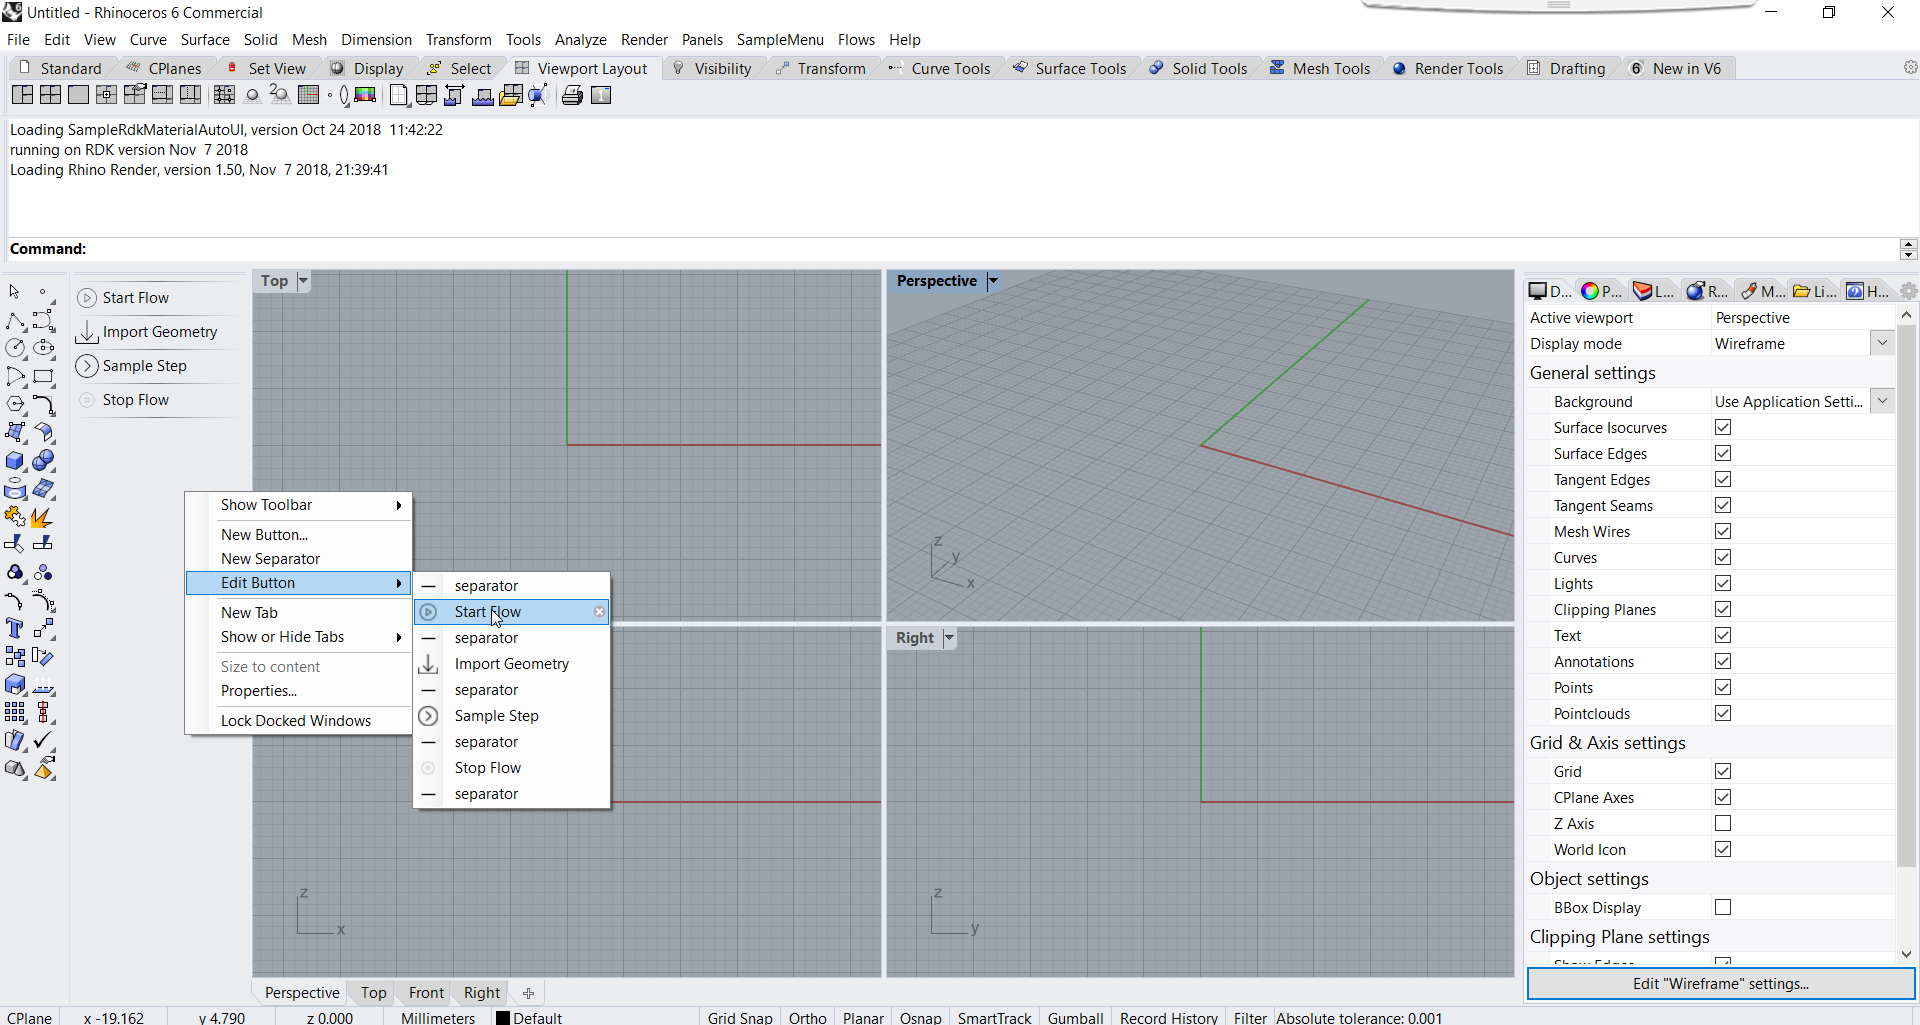 Untitled - Rhinoceros 6 Commercial
File Edit View Curve Surface Solid Mesh Dimension Transform Tools Analyze Render Panels SampleMenu Flows Help
Standard CPlanes Set View Display Select Viewport Layout Visibility Transform Curve Tools Surface Tools Solid Tools Mesh Tools Render Tools Drafting New in V6
Loading SampleRdkMaterialAutoUI, version Oct 24 2018 11:42:22
running on RDK version Nov 7 2018
Loading Rhino Render, version 1.50, Nov 7 2018, 21:39:41
Command:
Start Flow
Import Geometry
Sample Step
Stop Flow
Top
Perspective
z
y
x
Show Toolbar
New Button...
New Separator
Edit Button
New Tab
Show or Hide Tabs
Size to content
Properties...
Lock Docked Windows
separator
Start Flow
separator
Import Geometry
separator
Sample Step
separator
Stop Flow
separator
z
x
Right
z
y
D... P... L... R... M... Li... H...
Active viewport Perspective
Display mode Wireframe
General settings
Background Use Application Setti...
Surface Isocurves
Surface Edges
Tangent Edges
Tangent Seams
Mesh Wires
Curves
Lights
Clipping Planes
Text
Annotations
Points
Pointclouds
Grid & Axis settings
Grid
CPlane Axes
Z Axis
World Icon
Object settings
BBox Display
Clipping Plane settings
Edit "Wireframe" settings...
Perspective Top Front Right
CPlane x -19.162 y 4.790 z 0.000 Millimeters Default Grid Snap Ortho Planar Osnap SmartTrack Gumball Record History Filter Absolute tolerance: 0.001